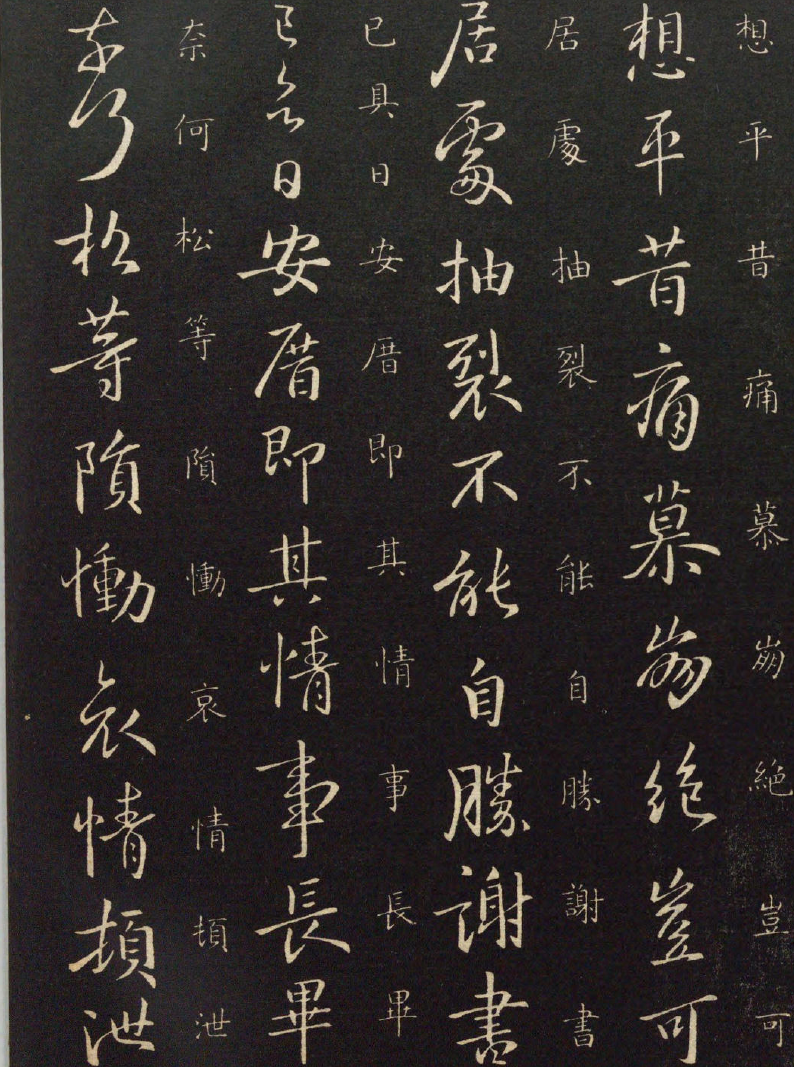 想平昔痛慕崩絶豈可
想平昔痛慕崩絶豈可
居處抽裂不能自勝謝書
居處抽裂不能自勝謝書
已具日安厝即其情事長畢
已具日安厝即其情事長畢
奈何松等隕慟哀情頓泄
奈何松等隕慟哀情頓泄